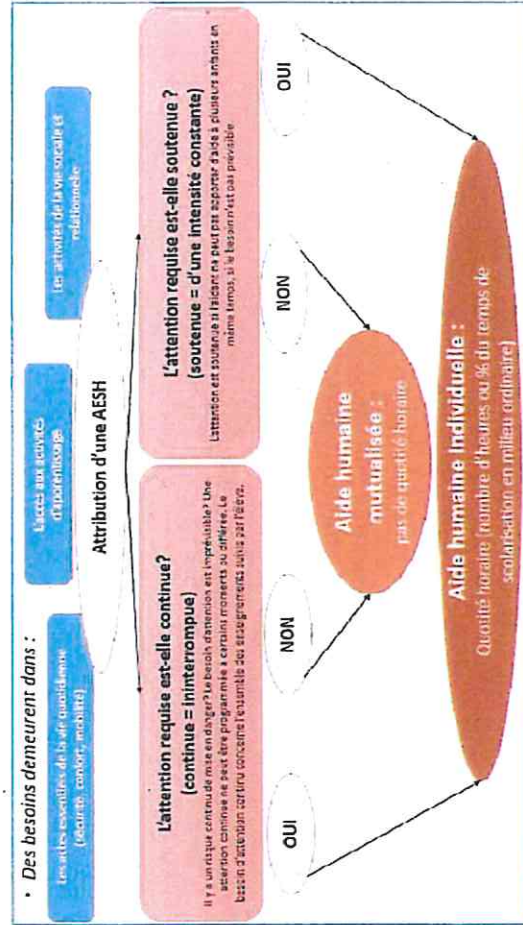 • Des besoins demeurent dans :
Les actes essentiels de la vie quotidienne
(sécurité, confort, mobilité)
L'accès aux activités
d'apprentissage
Les activités de la vie sociale et
relationnelle
Attribution d'une AESH
L'attention requise est-elle continue?
(continue = ininterrompue)
Il y a un risque continu de mise en danger? Le besoin d'attention est imprévisible? Une
attention continue ne peut être programmée à certains moments ou différée. Le
besoin d'attention continu concerne l'ensemble des enseignements suivis par l'élève.
L'attention requise est-elle soutenue ?
(soutenue = d'une intensité constante)
L'attention est soutenue si l'aidant ne peut pas apporter d'aide à plusieurs enfants en
même temps, si le besoin n'est pas prévisible.
OUI
NON
NON
OUI
Aide humaine
mutualisée :
pas de quotité horaire
Aide humaine individuelle :
Quotité horaire (nombre d'heures ou % du temps de
scolarisation en milieu ordinaire)